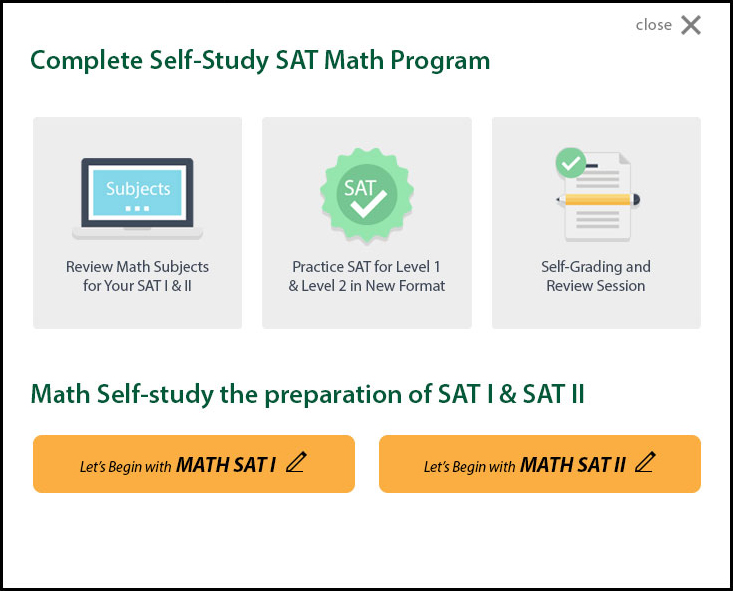 close
Complete Self-Study SAT Math Program
Subjects
SAT
Review Math Subjects
for Your SAT I & II
Practice SAT for Level 1
& Level 2 in New Format
Self-Grading and
Review Session
Math Self-study the preparation of SAT I & SAT II
Let's Begin with MATH SAT I
Let's Begin with MATH SAT II